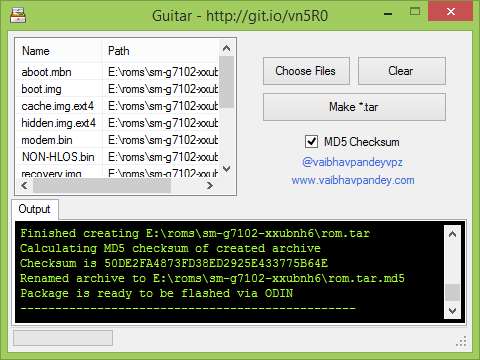 Guitar - http://git.io/vn5R0
Name Path
aboot.mbn E:\roms\sm-g7102-xxub
boot.img E:\roms\sm-g7102-xxub
cache.img.ext4 E:\roms\sm-g7102-xxub
hidden.img.ext4 E:\roms\sm-g7102-xxub
modem.bin E:\roms\sm-g7102-xxub
NON-HLOS.bin E:\roms\sm-g7102-xxub
recovery.img E:\roms\sm-g7102-xxub
Choose Files Clear
Make *.tar
MD5 Checksum
@vaibhavpandeyvpz
www.vaibhavpandey.com
Output
Finished creating E:\roms\sm-g7102-xxubnh6\rom.tar
Calculating MD5 checksum of created archive
Checksum is 50DE2FA4873FD38ED2925E433775B64E
Renamed archive to E:\roms\sm-g7102-xxubnh6\rom.tar.md5
Package is ready to be flashed via ODIN
------------------------------------------------